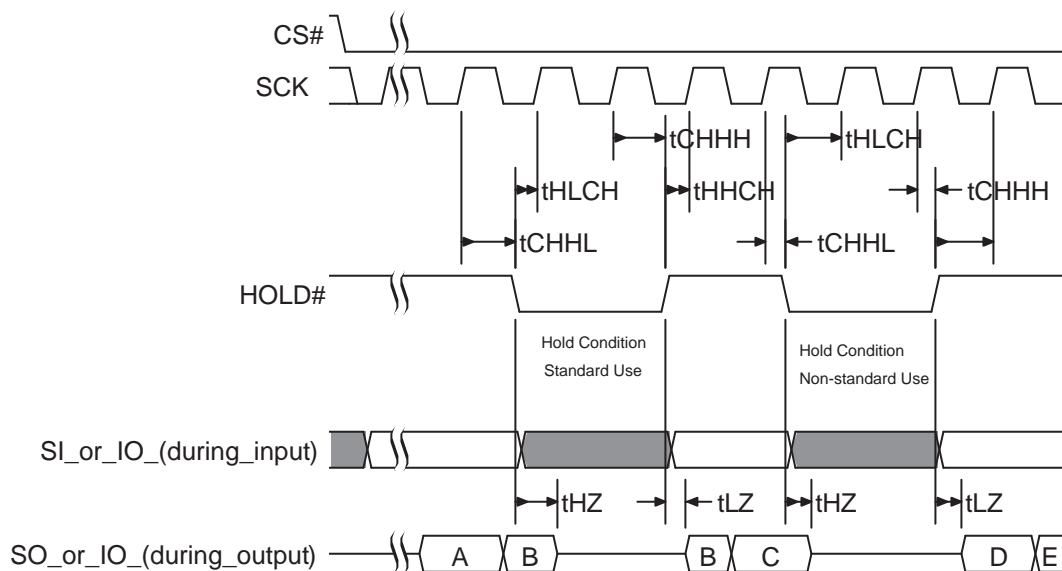 CS#
SCK
tCHHH
tHLCH
tHLCH
tHHCH
tCHHH
tCHHL
tCHHL
HOLD#
Hold Condition
Standard Use
Hold Condition
Non-standard Use
SI_or_IO_(during_input)
tHZ
tLZ
tHZ
tLZ
SO_or_IO_(during_output)
A
B
B
C
D
E